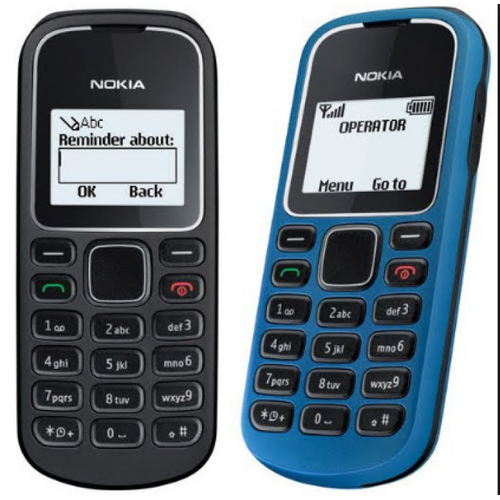 NOKIA
Abc
Reminder about:
OK Back
1
2abc def3
4ghi 5jkl mno6
7pqrs 8tuv wxyz9
*+ 0 #
NOKIA
OPERATOR
Menu Go to
1 2abc def3
4ghi 5jkl mno6
7pqrs 8tuv wxyz9
*+ 0 #